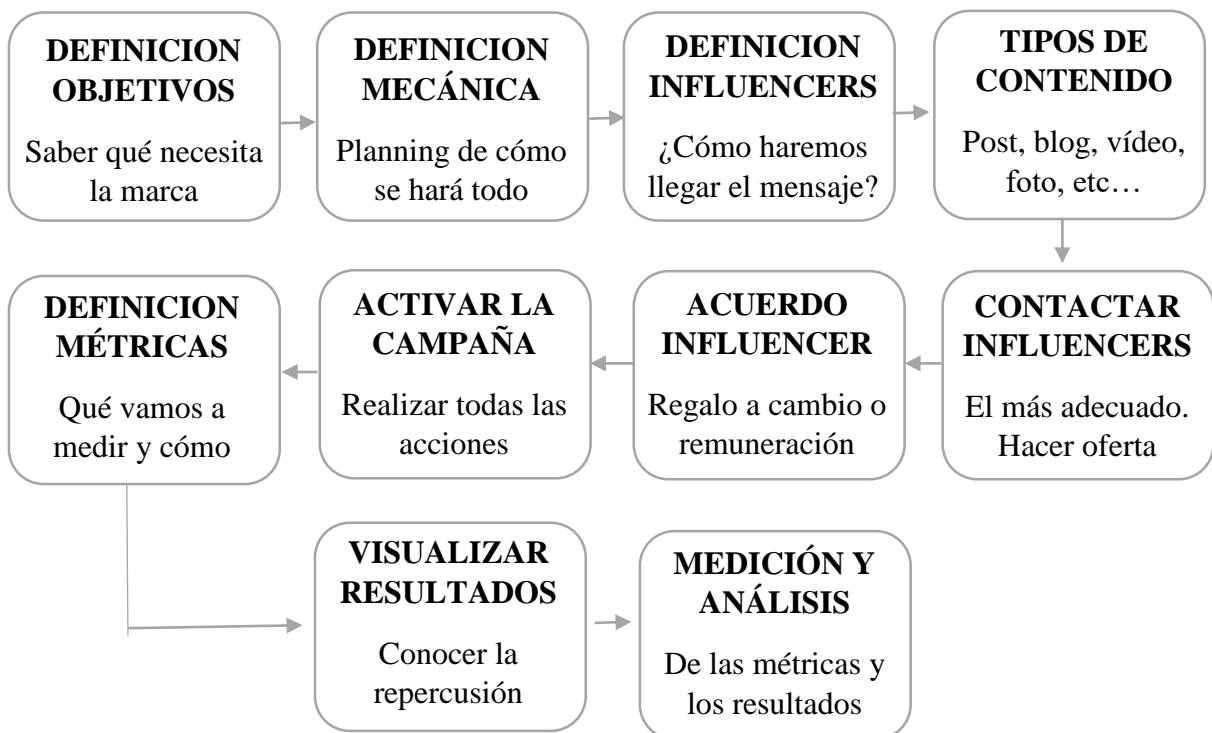 DEFINICION
OBJETIVOS
Saber qué necesita
la marca
DEFINICION
MECÁNICA
Planning de cómo
se hará todo
DEFINICION
INFLUENCERS
¿Cómo haremos
llegar el mensaje?
TIPOS DE
CONTENIDO
Post, blog, vídeo,
foto, etc…
CONTACTAR
INFLUENCERS
El más adecuado.
Hacer oferta
ACUERDO
INFLUENCER
Regalo a cambio o
remuneración
ACTIVAR LA
CAMPAÑA
Realizar todas las
acciones
DEFINICION
MÉTRICAS
Qué vamos a
medir y cómo
VISUALIZAR
RESULTADOS
Conocer la
repercusión
MEDICIÓN Y
ANÁLISIS
De las métricas y
los resultados